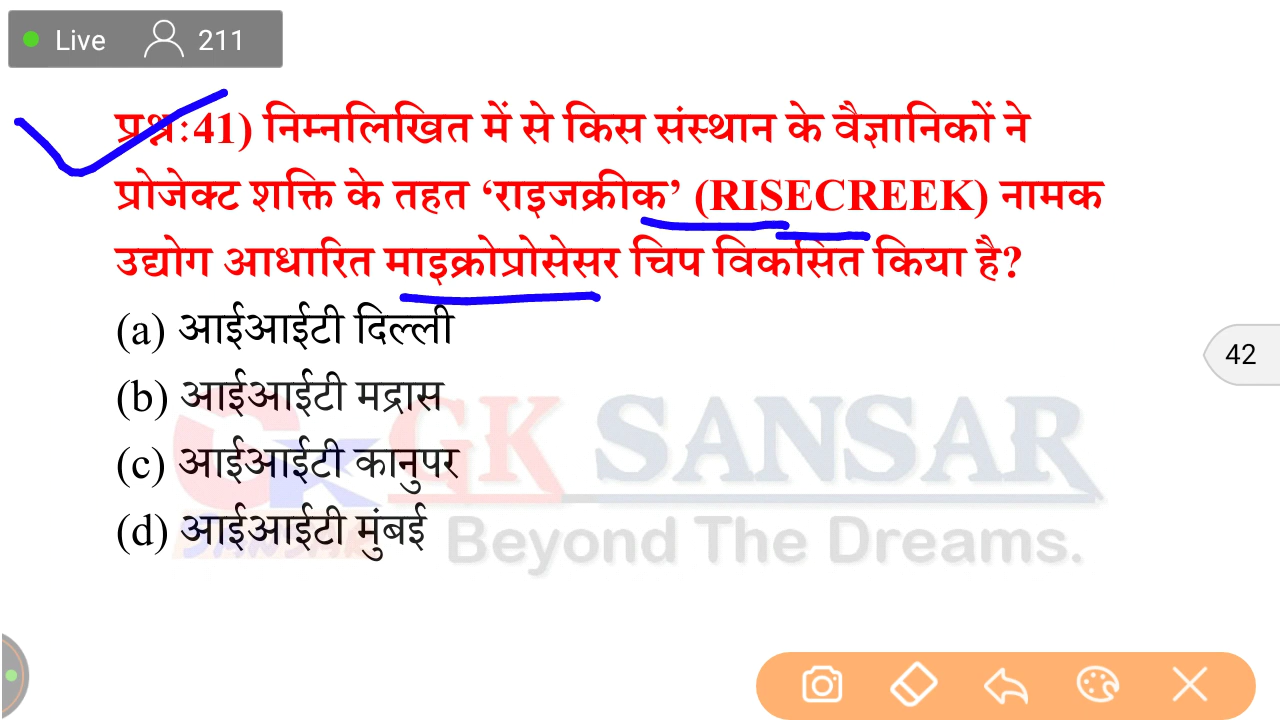 Live 211
प्रश्न:41) निम्नलिखित में से किस संस्थान के वैज्ञानिकों ने
प्रोजेक्ट शक्ति के तहत ‘राइजक्रीक’ (RISECREEK) नामक
उद्योग आधारित माइक्रोप्रोसेसर चिप विकसित किया है?
(a) आईआईटी दिल्ली
42
(b) आईआईटी मद्रास
(c) आईआईटी कानुपर
(d) आईआईटी मुंबई
GK SANSAR
Beyond The Dreams.